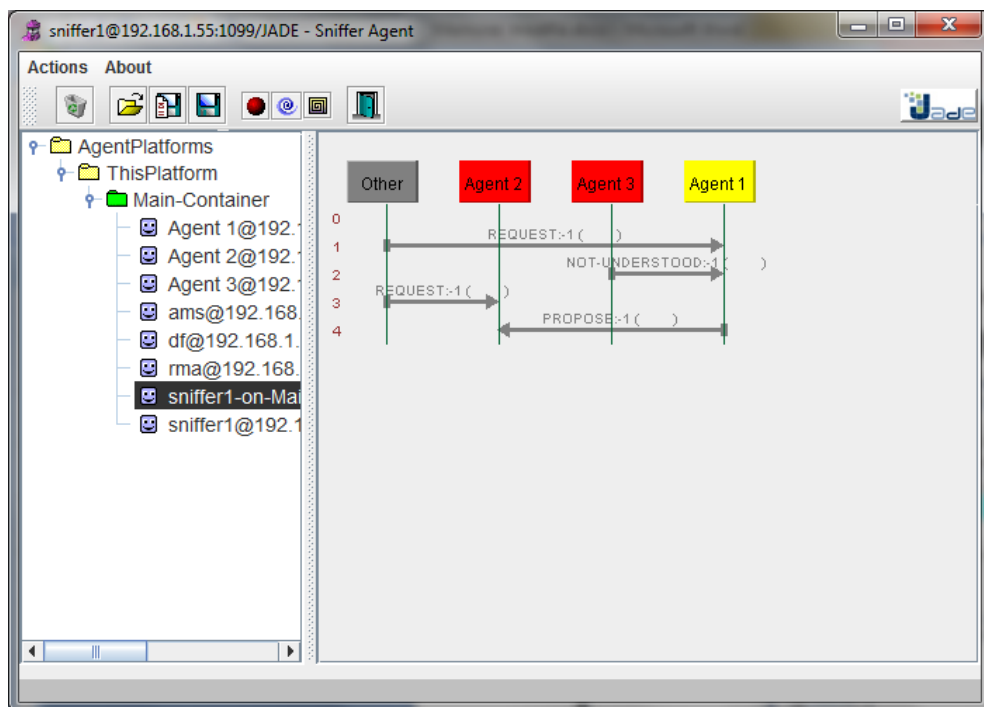 sniffer1@192.168.1.55:1099/JADE - Sniffer Agent
Actions About
Jade
AgentPlatforms
ThisPlatform
Main-Container
Agent 1@192.1
Agent 2@192.1
Agent 3@192.1
ams@192.168.
df@192.168.1.
rma@192.168.
sniffer1-on-Mai
sniffer1@192.1
Other Agent 2 Agent 3 Agent 1
0
REQUEST:-1 ( )
1
NOT-UNDERSTOOD:-1 ( )
2
REQUEST:-1 ( )
3
PROPOSE:-1 ( )
4